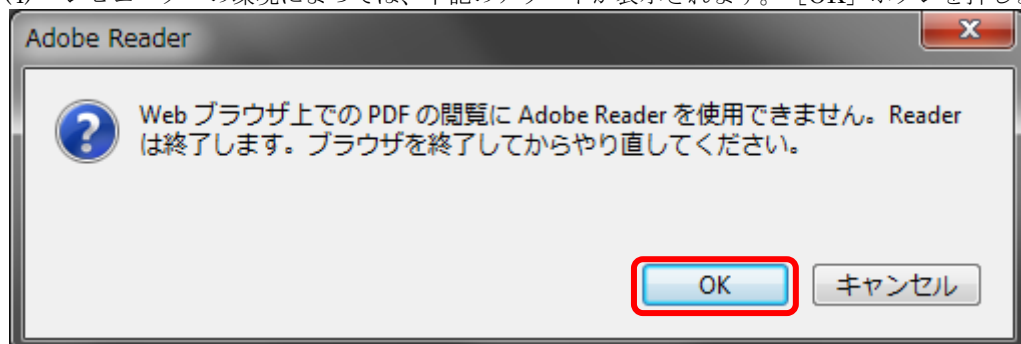 Adobe Reader
Web ブラウザ上での PDF の閲覧に Adobe Reader を使用できません。Reader
は終了します。ブラウザを終了してからやり直してください。
OK
キャンセル